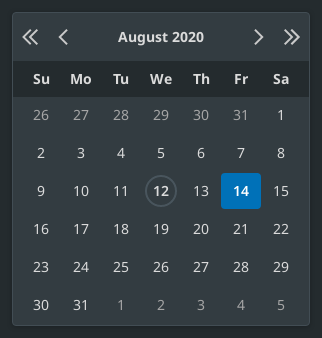 August 2020
Su Mo Tu We Th Fr Sa
26 27 28 29 30 31 1
2 3 4 5 6 7 8
9 10 11 12 13 14 15
16 17 18 19 20 21 22
23 24 25 26 27 28 29
30 31 1 2 3 4 5